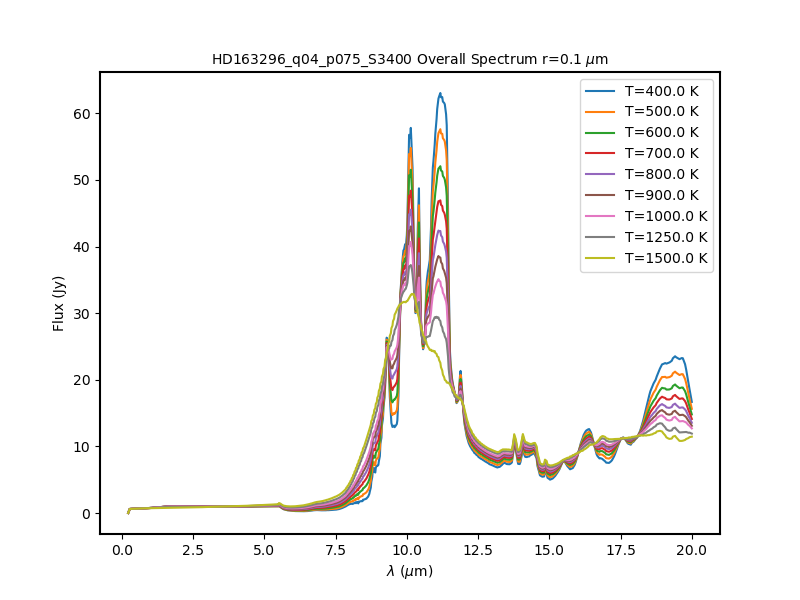 HD163296_q04_p075_S3400 Overall Spectrum r=0.1 μm
T=400.0 K
T=500.0 K
T=600.0 K
T=700.0 K
T=800.0 K
T=900.0 K
T=1000.0 K
T=1250.0 K
T=1500.0 K
Flux (Jy)
60
50
40
30
20
10
0
0.0 2.5 5.0 7.5 10.0 12.5 15.0 17.5 20.0
λ (μm)